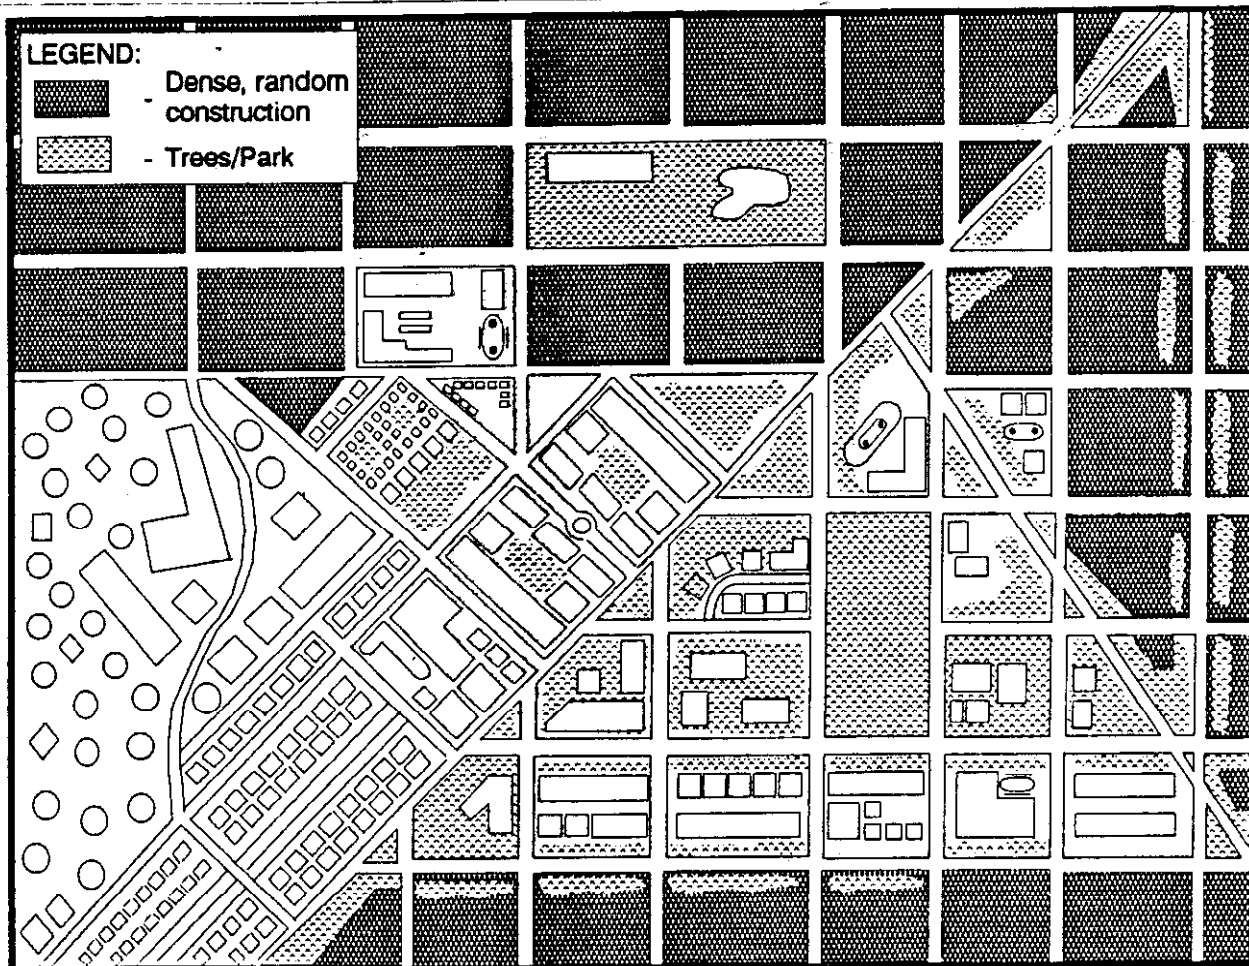 LEGEND:
- Dense, random
construction
- Trees/Park